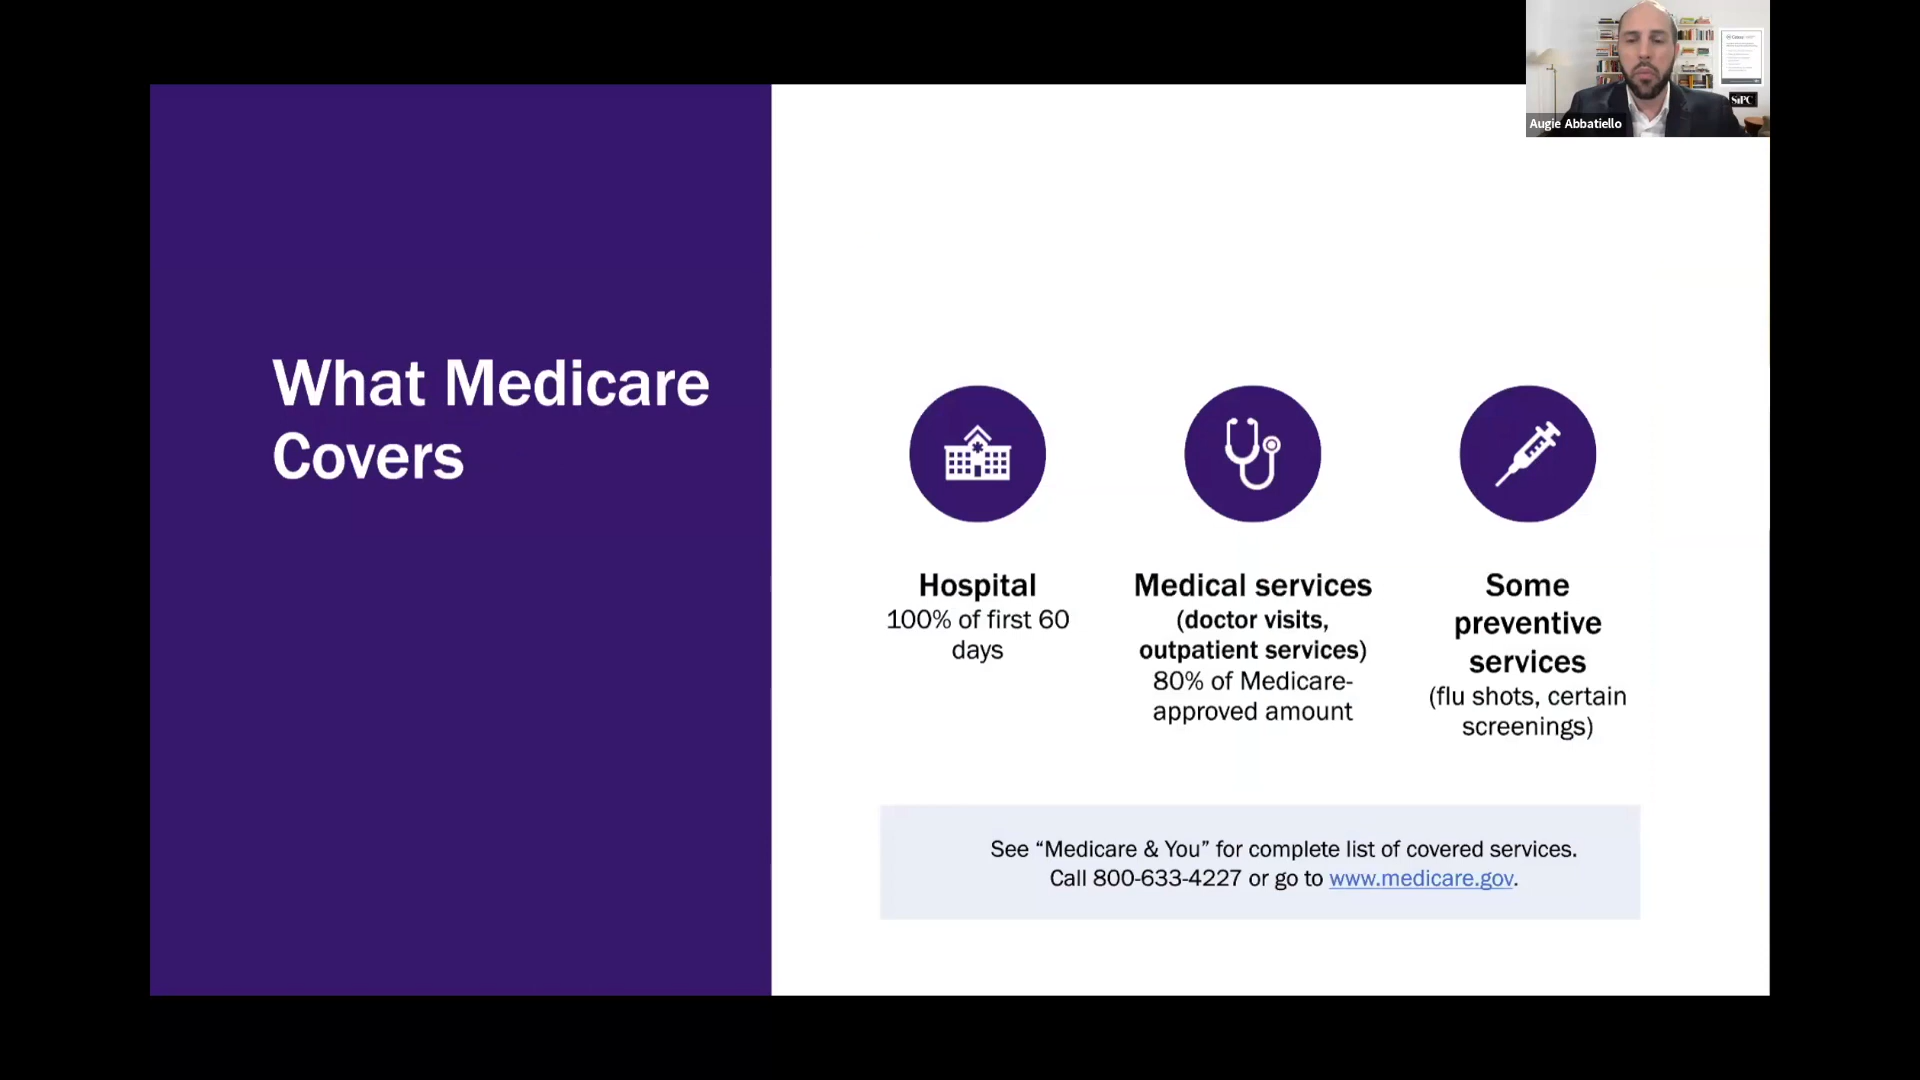 What Medicare
Covers
Hospital
100% of first 60
days
Medical services
(doctor visits,
outpatient services)
80% of Medicare-
approved amount
Some
preventive
services
(flu shots, certain
screenings)
See “Medicare & You” for complete list of covered services.
Call 800-633-4227 or go to www.medicare.gov.
Augie Abbatiello
SiPC